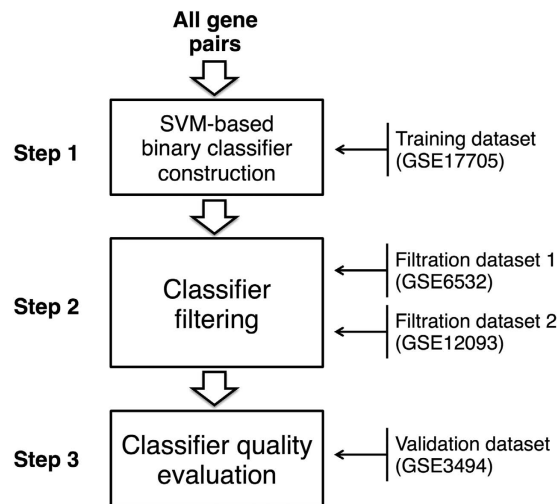 All gene
pairs
Step 1
SVM-based
binary classifier
construction
Training dataset
(GSE17705)
Step 2
Classifier
filtering
Filtration dataset 1
(GSE6532)
Filtration dataset 2
(GSE12093)
Step 3
Classifier quality
evaluation
Validation dataset
(GSE3494)